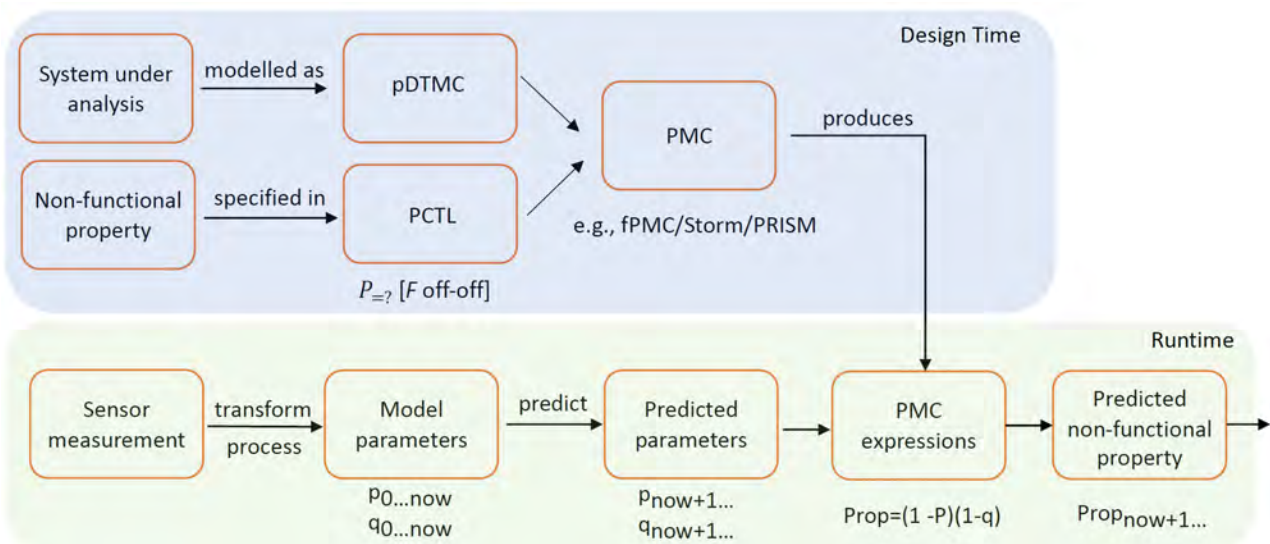 Design Time
System under
analysis
modelled as
pDTMC
PMC
produces
Non-functional
property
specified in
PCTL
e.g., fPMC/Storm/PRISM
P=? [F off-off]
Runtime
Sensor
measurement
transform
process
Model
parameters
predict
Predicted
parameters
PMC
expressions
Predicted
non-functional
property
p0...now
q0...now
pnow+1...
qnow+1...
Prop=(1 -P)(1-q)
Propnow+1...